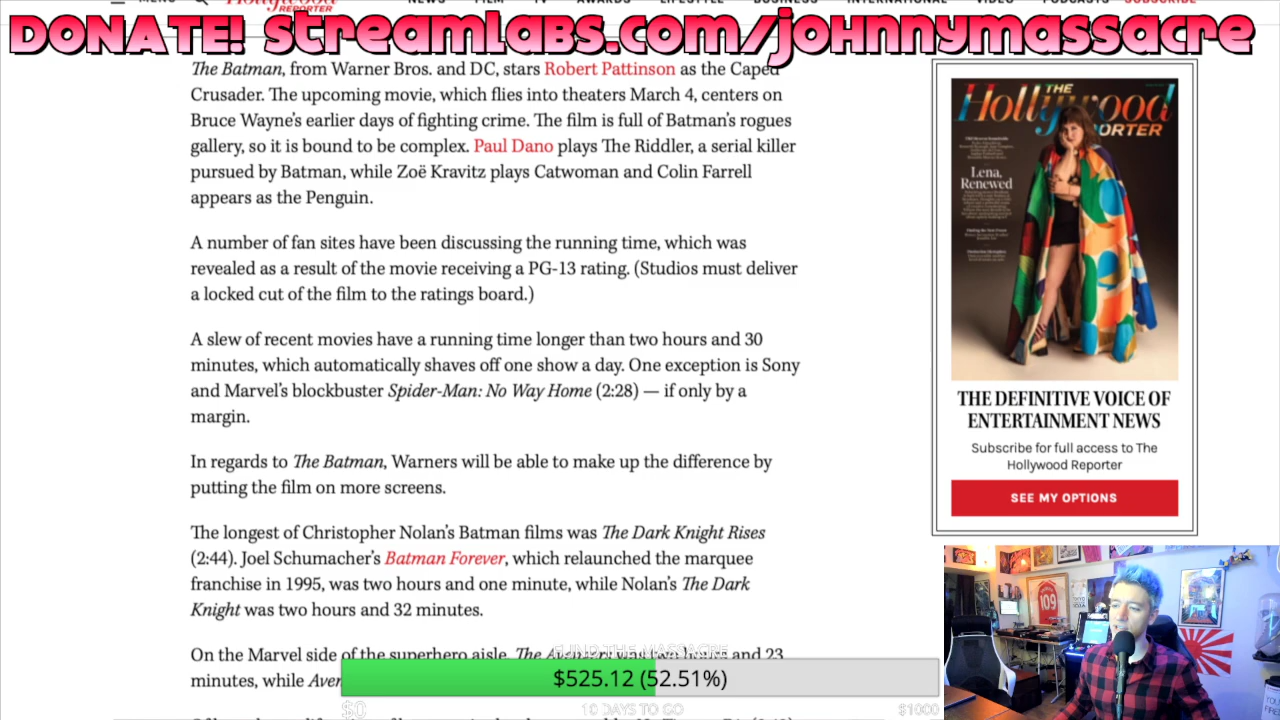 MENU
Hollywood
REPORTER
NEWS FILM TV AWARDS LIFESTYLE BUSINESS INTERNATIONAL VIDEO PODCASTS SUBSCRIBE
DONATE! STREAMLABS.COM/JOHNNYMASSACRE
The Batman, from Warner Bros. and DC, stars Robert Pattinson as the Caped
Crusader. The upcoming movie, which flies into theaters March 4, centers on
Bruce Wayne's earlier days of fighting crime. The film is full of Batman's rogues
gallery, so it is bound to be complex. Paul Dano plays The Riddler, a serial killer
pursued by Batman, while Zoë Kravitz plays Catwoman and Colin Farrell
appears as the Penguin.
A number of fan sites have been discussing the running time, which was
revealed as a result of the movie receiving a PG-13 rating. (Studios must deliver
a locked cut of the film to the ratings board.)
A slew of recent movies have a running time longer than two hours and 30
minutes, which automatically shaves off one show a day. One exception is Sony
and Marvel's blockbuster Spider-Man: No Way Home (2:28) — if only by a
margin.
In regards to The Batman, Warners will be able to make up the difference by
putting the film on more screens.
The longest of Christopher Nolan's Batman films was The Dark Knight Rises
(2:44). Joel Schumacher's Batman Forever, which relaunched the marquee
franchise in 1995, was two hours and one minute, while Nolan's The Dark
Knight was two hours and 32 minutes.
On the Marvel side of the superhero aisle, The Avengers was two hours and 23
minutes, while Aven
THE
Hollywood
REPORTER
Lena,
Renewed
THE DEFINITIVE VOICE OF
ENTERTAINMENT NEWS
Subscribe for full access to The
Hollywood Reporter
SEE MY OPTIONS
109
FUND THE MASSACRE
$525.12 (52.51%)
$0 10 DAYS TO GO $1000